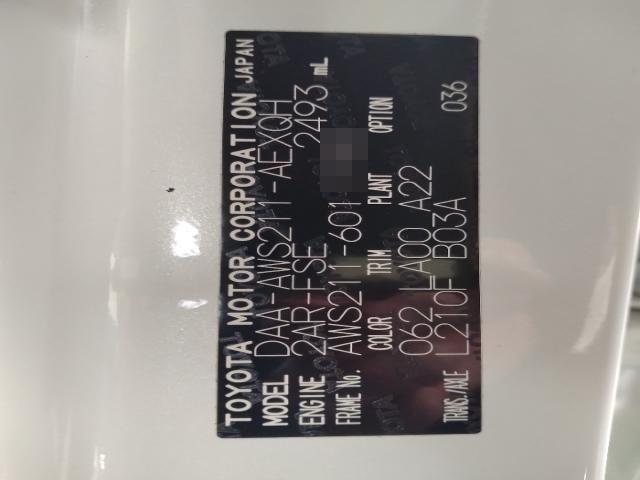 TOYOTA MOTOR CORPORATION JAPAN
MODEL DAA-AWS211-AEXQH
ENGINE 2AR-FSE 2493 mL
FRAME No. AWS211-601
COLOR TRIM PLANT OPTION
062 LA00 A22
TRANS./AXLE L210F B03A 036